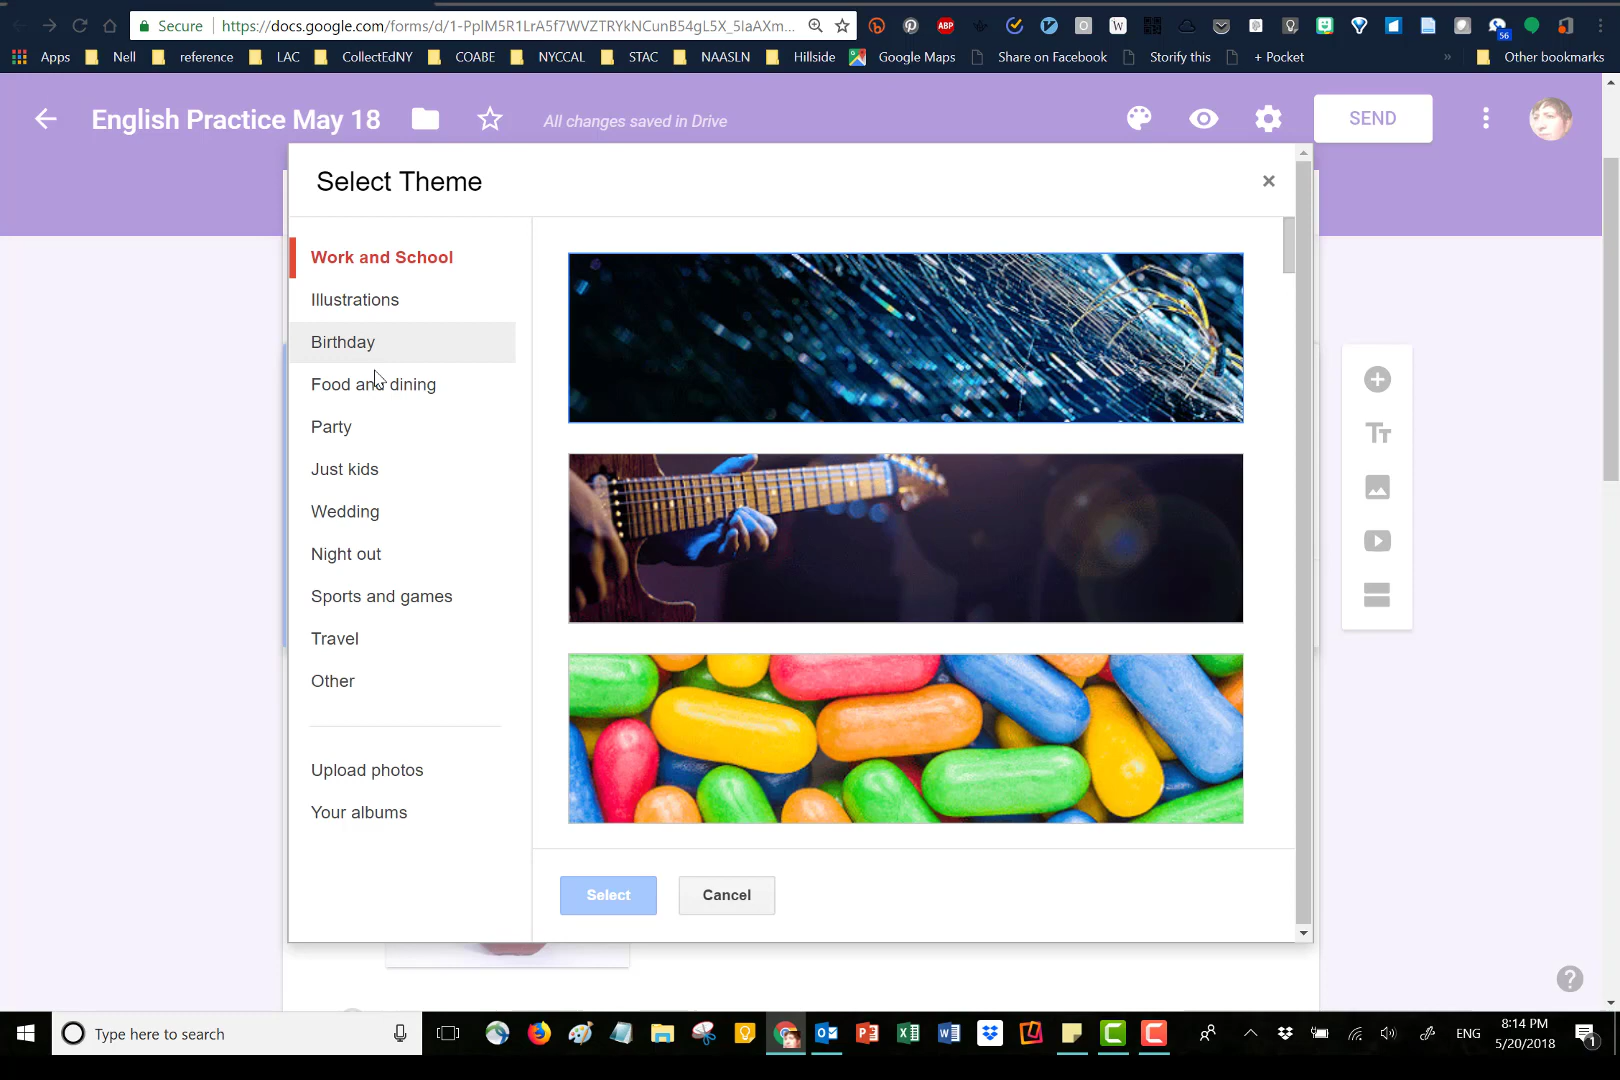 Secure https://docs.google.com/forms/d/1-PpIM5R1LrA5f7WVZTRYkNCunB54gL5X_5IaAXm...
ABP
W
56
Apps Nell reference LAC CollectEdNY COABE NYCCAL STAC NAASLN Hillside Google Maps Share on Facebook Storify this + Pocket » Other bookmarks
English Practice May 18 All changes saved in Drive SEND
Select Theme ×
Work and School
Illustrations
Birthday
Food and dining
Party
Just kids
Wedding
Night out
Sports and games
Travel
Other
Upload photos
Your albums
Select Cancel
Tт
?
Type here to search
ENG
8:14 PM
5/20/2018
1